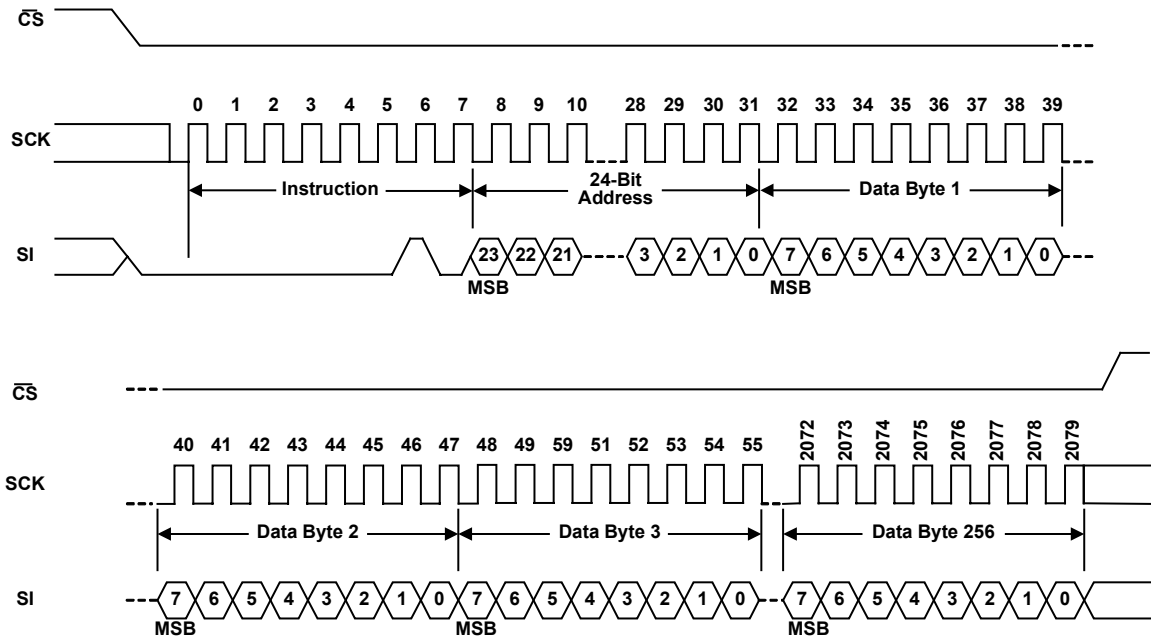 CS
0 1 2 3 4 5 6 7 8 9 10 28 29 30 31 32 33 34 35 36 37 38 39
SCK
Instruction
24-Bit
Address
Data Byte 1
SI
23 22 21 3 2 1 0 7 6 5 4 3 2 1 0
MSB MSB
CS
40 41 42 43 44 45 46 47 48 49 59 51 52 53 54 55 2072 2073 2074 2075 2076 2077 2078 2079
SCK
Data Byte 2 Data Byte 3 Data Byte 256
SI
7 6 5 4 3 2 1 0 7 6 5 4 3 2 1 0 7 6 5 4 3 2 1 0
MSB MSB MSB